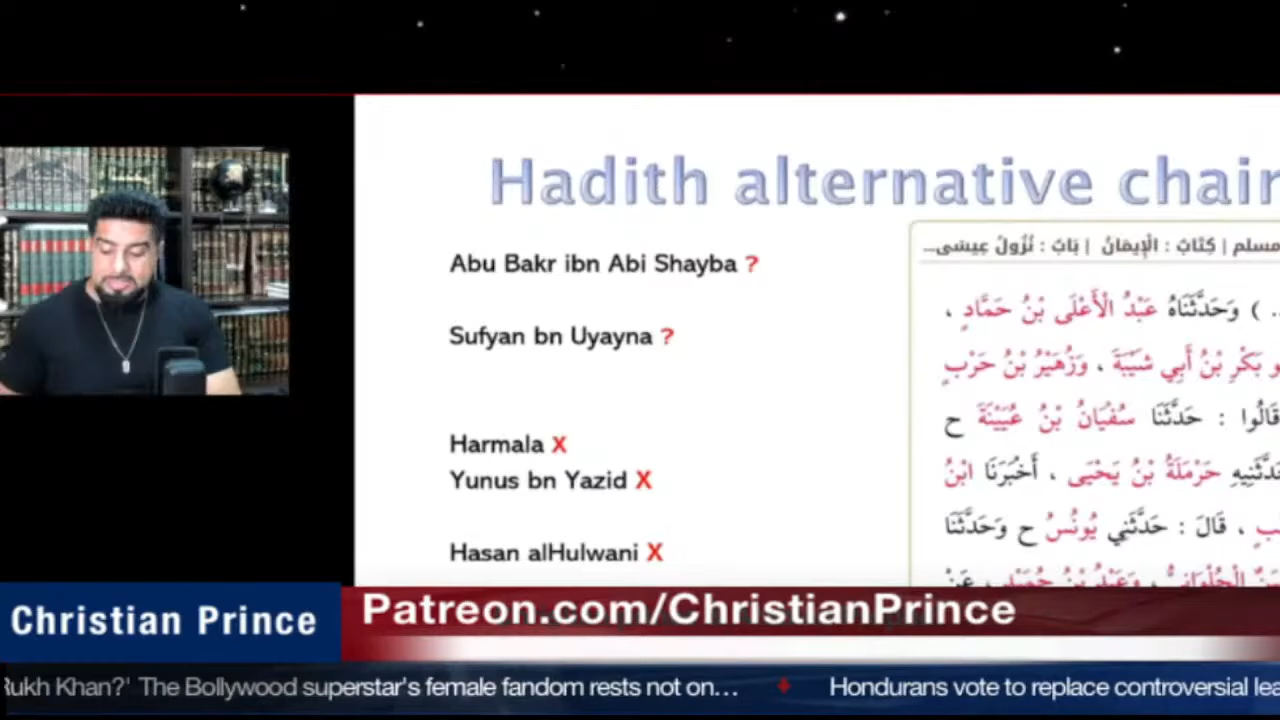 Hadith alternative chai
Abu Bakr ibn Abi Shayba ?
Sufyan bn Uyayna ?
Harmala X
Yunus bn Yazid X
Hasan alHulwani X
مسلم | كِتَابُ : الْإِيمَانُ | بَابُ : نُزُولُ عِيسَى...
) وَحَدَّثَنَاهُ عَبْدُ الْأَعْلَى بْنُ حَمَّادٍ ،
بَكْرِ بْنُ أَبِي شَيْبَةَ ، وَزُهَيْرُ بْنُ حَرْبٍ
قَالُوا : حَدَّثَنَا سُفْيَانُ بْنُ عُيَيْنَةَ ح
حَرْمَلَةُ بْنُ يَحْيَى ، أَخْبَرَنَا ابْنُ
، قَالَ : حَدَّثَنِي يُونُسُ ح وَحَدَّثَنَا
Christian Prince
Patreon.com/ChristianPrince
Rukh Khan?' The Bollywood superstar's female fandom rests not on… ♦ Hondurans vote to replace controversial lea